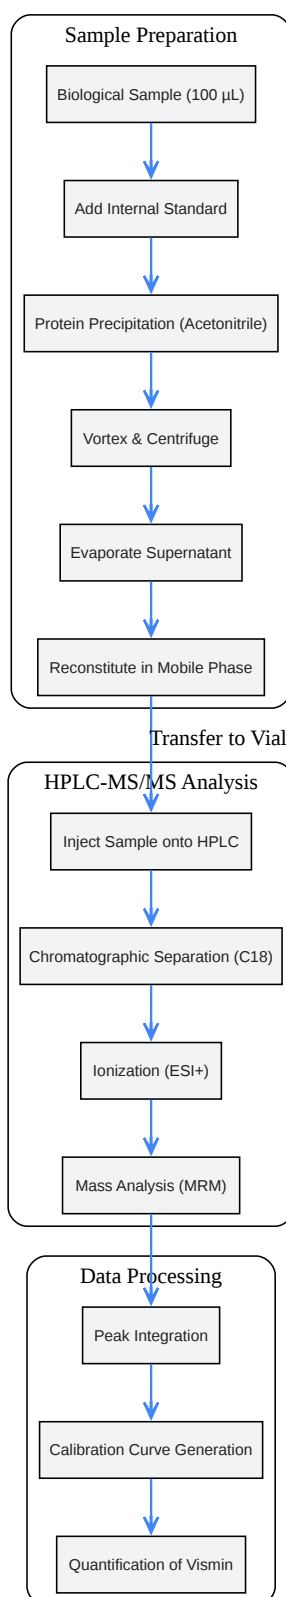 Sample Preparation
Biological Sample (100 µL)
Add Internal Standard
Protein Precipitation (Acetonitrile)
Vortex & Centrifuge
Evaporate Supernatant
Reconstitute in Mobile Phase
Transfer to Vial
HPLC-MS/MS Analysis
Inject Sample onto HPLC
Chromatographic Separation (C18)
Ionization (ESI+)
Mass Analysis (MRM)
Data Processing
Peak Integration
Calibration Curve Generation
Quantification of Vismin